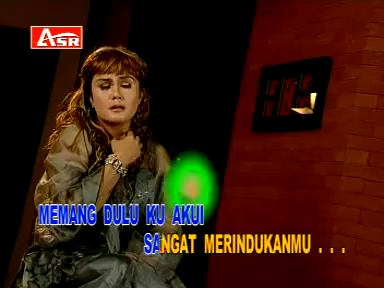 ASR
MEMANG DULU KU AKUI
SANGAT MERINDUKANMU . . .